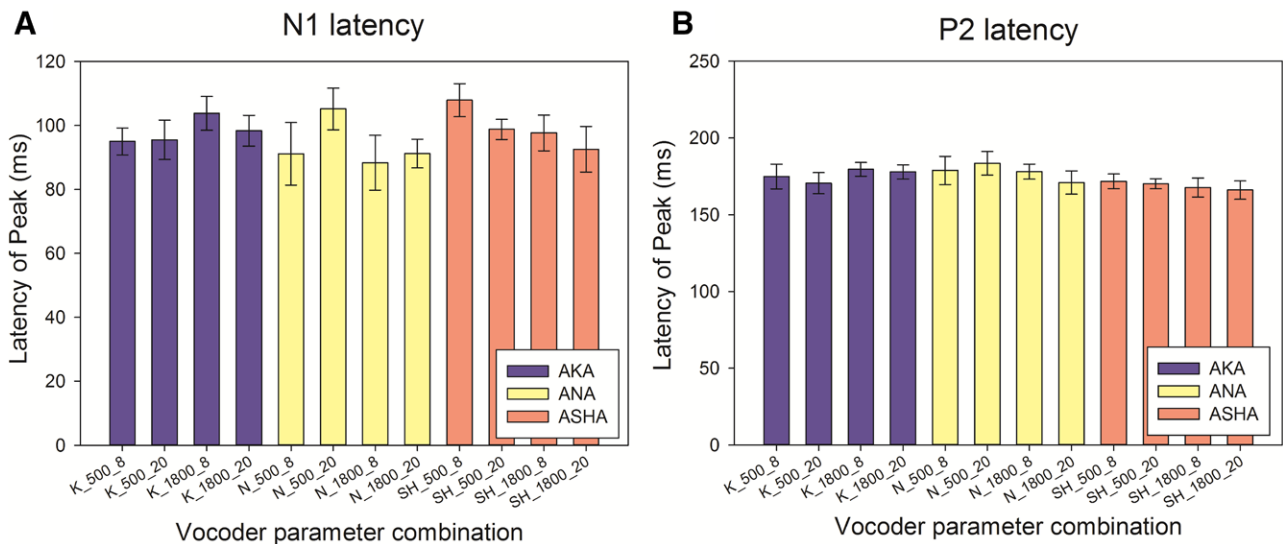 A
N1 latency
Latency of Peak (ms)
120
100
80
60
40
20
0
AKA
ANA
ASHA
K_500_8
K_500_20
K_1800_8
K_1800_20
N_500_8
N_500_20
N_1800_8
N_1800_20
SH_500_8
SH_500_20
SH_1800_8
SH_1800_20
Vocoder parameter combination
B
P2 latency
Latency of Peak (ms)
250
200
150
100
50
0
AKA
ANA
ASHA
K_500_8
K_500_20
K_1800_8
K_1800_20
N_500_8
N_500_20
N_1800_8
N_1800_20
SH_500_8
SH_500_20
SH_1800_8
SH_1800_20
Vocoder parameter combination